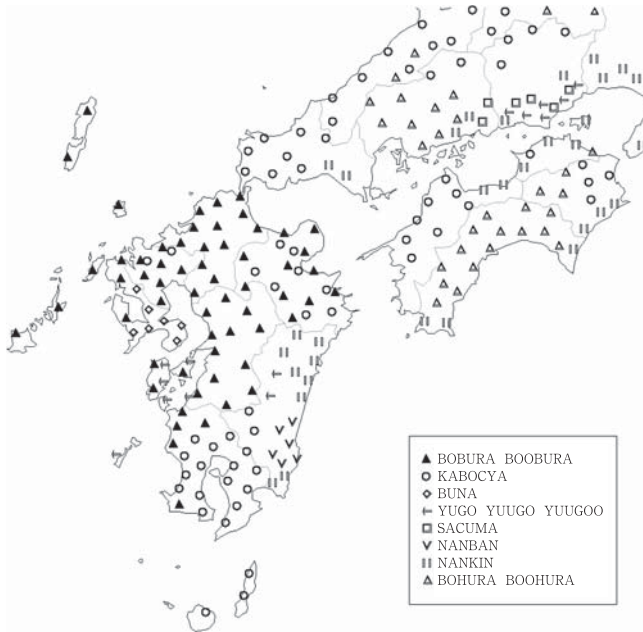 BOBURA BOOBURA
KABOCYA
BUNA
YUGO YUUGO YUUGOO
SACUMA
NANBAN
NANKIN
BOHURA BOOHURA